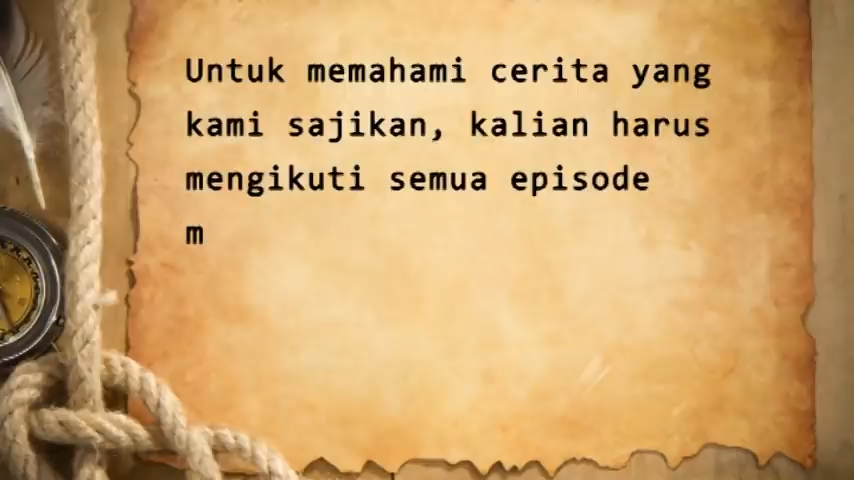 Untuk memahami cerita yang
kami sajikan, kalian harus
mengikuti semua episode
m